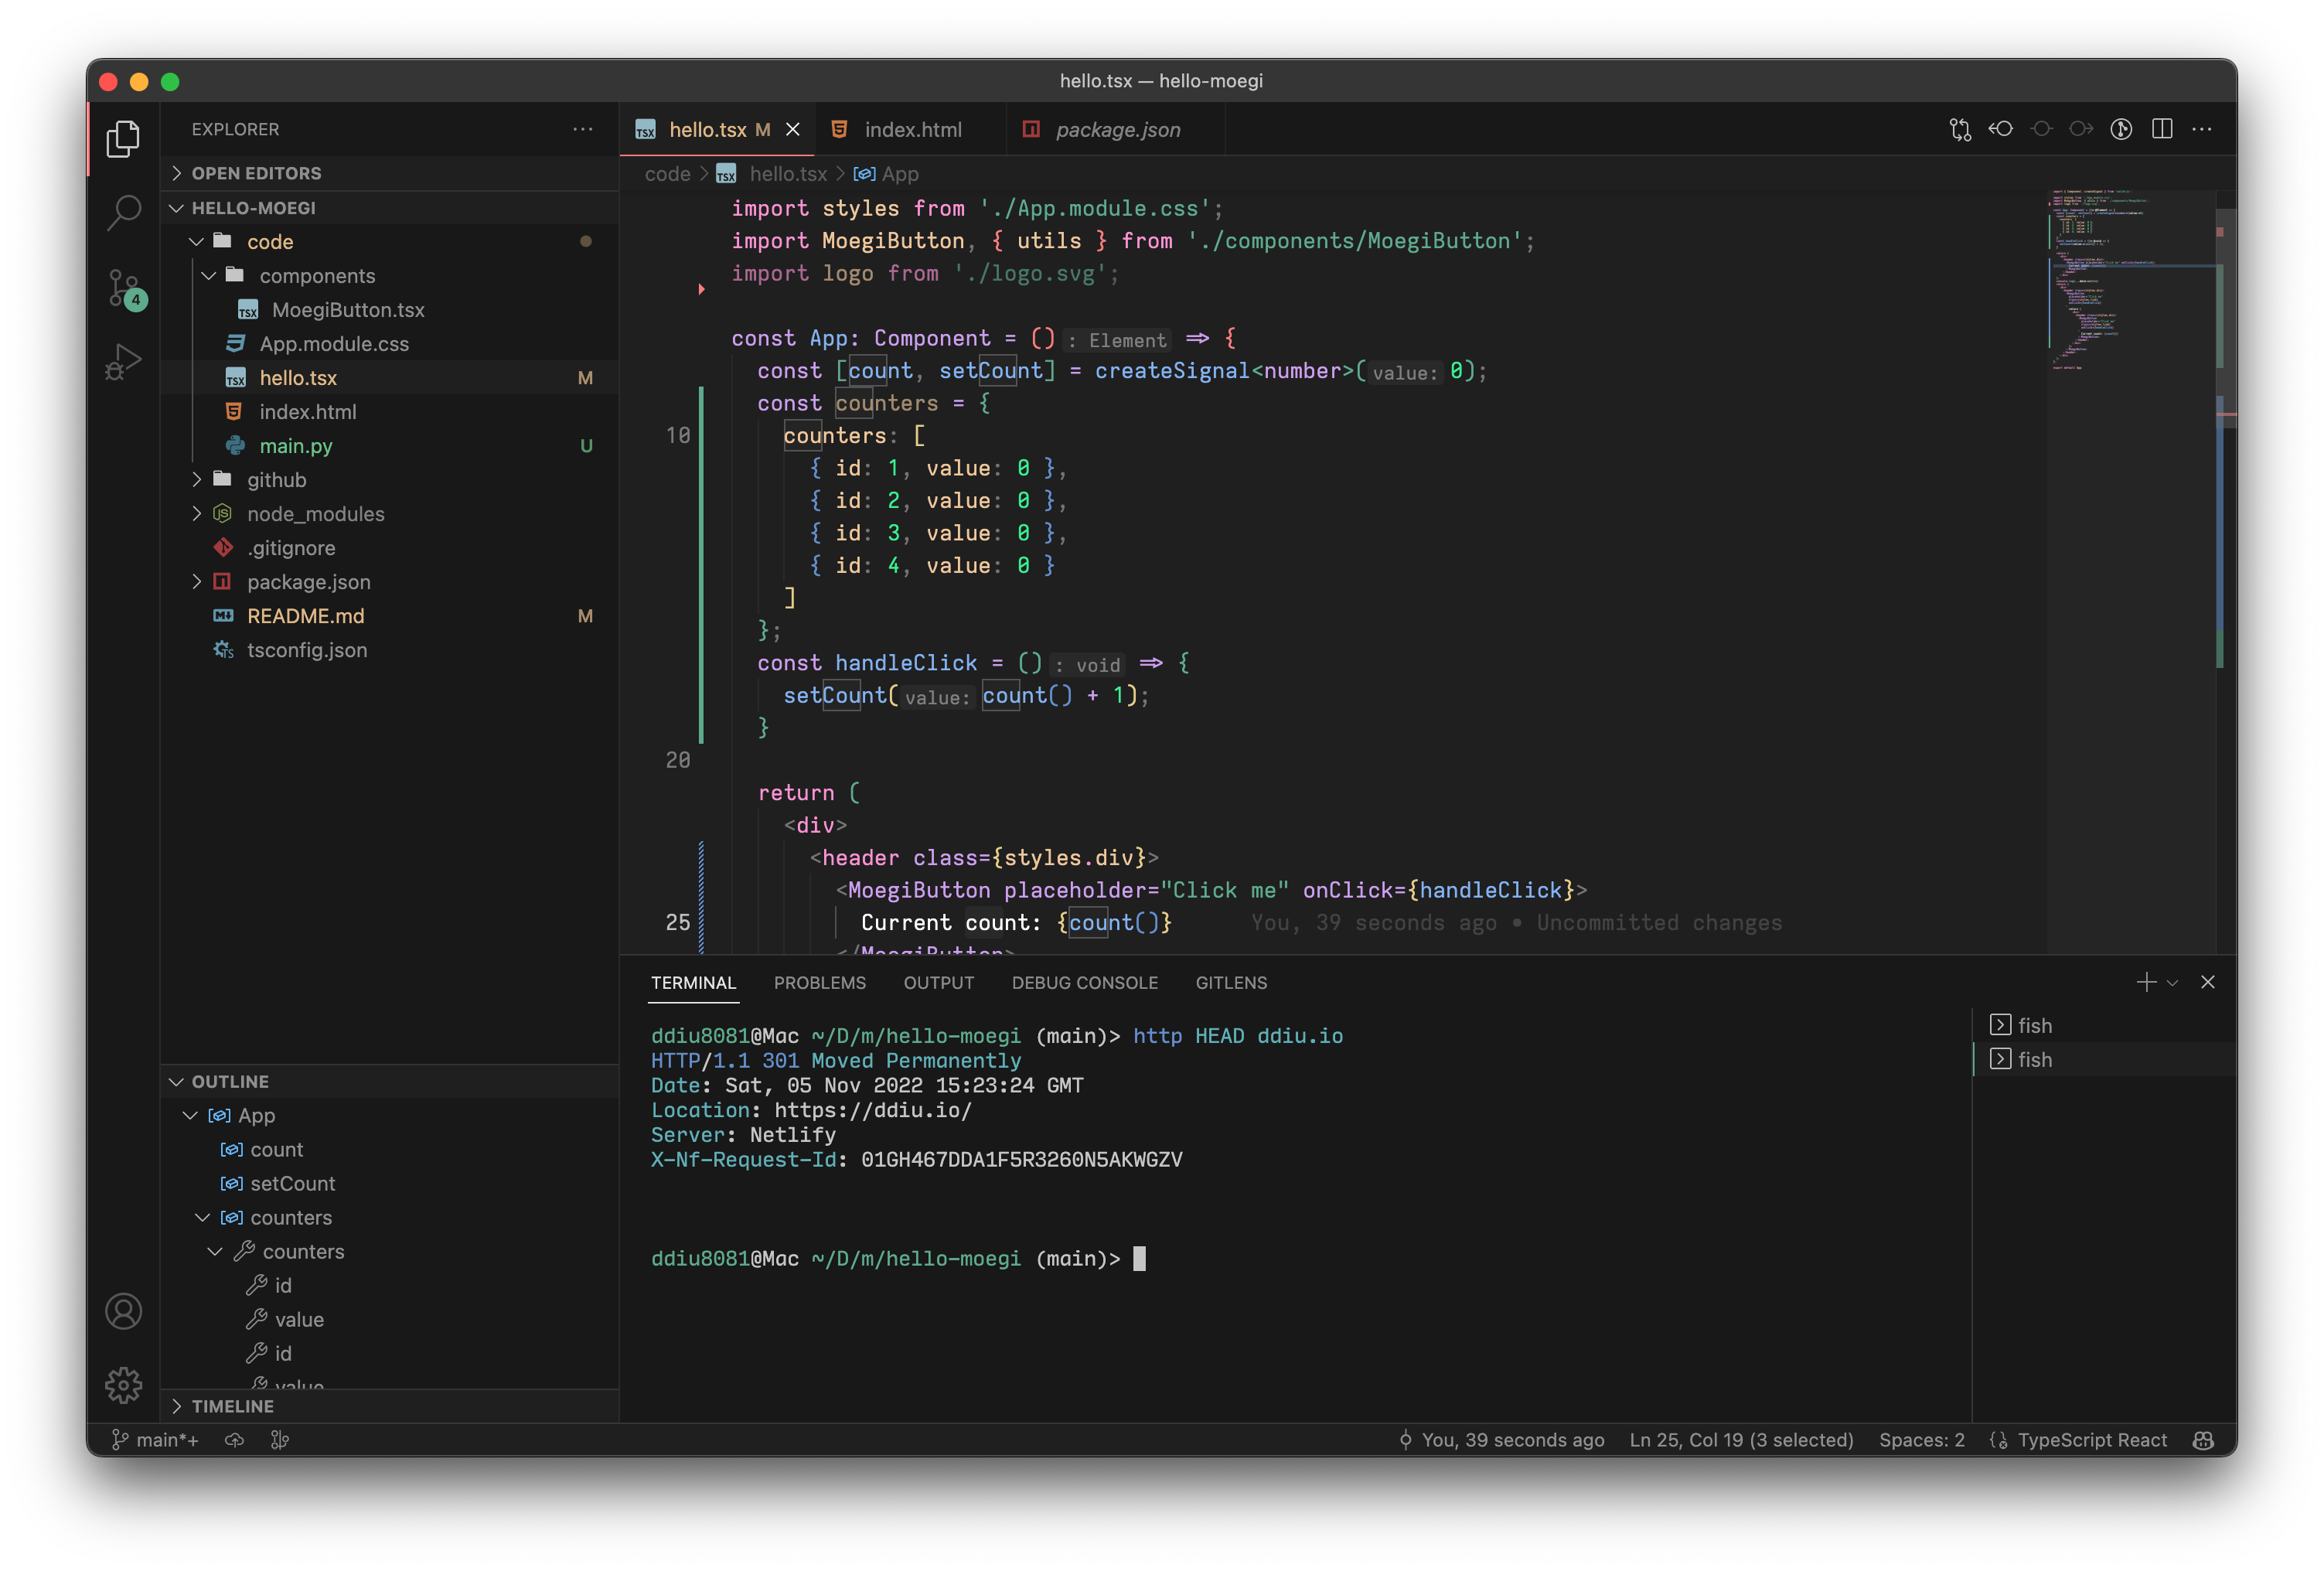 hello.tsx — hello-moegi
EXPLORER
OPEN EDITORS
HELLO-MOEGI
code
components
MoegiButton.tsx
App.module.css
hello.tsx M
index.html
main.py U
github
node_modules
.gitignore
package.json
README.md M
tsconfig.json
OUTLINE
App
count
setCount
counters
counters
id
value
id
value
TIMELINE
4
hello.tsx M
index.html
package.json
code > hello.tsx > App
import styles from './App.module.css';
import MoegiButton, { utils } from './components/MoegiButton';
import logo from './logo.svg';
const App: Component = () : Element => {
const [count, setCount] = createSignal<number>( value: 0);
const counters = {
10 counters: [
{ id: 1, value: 0 },
{ id: 2, value: 0 },
{ id: 3, value: 0 },
{ id: 4, value: 0 }
]
};
const handleClick = () : void => {
setCount( value: count() + 1);
}
20
return (
<div>
<header class={styles.div}>
<MoegiButton placeholder="Click me" onClick={handleClick}>
25 Current count: {count()} You, 39 seconds ago • Uncommitted changes
</MoegiButton>
TERMINAL PROBLEMS OUTPUT DEBUG CONSOLE GITLENS
ddiu8081@Mac ~/D/m/hello-moegi (main)> http HEAD ddiu.io
HTTP/1.1 301 Moved Permanently
Date: Sat, 05 Nov 2022 15:23:24 GMT
Location: https://ddiu.io/
Server: Netlify
X-Nf-Request-Id: 01GH467DDA1F5R3260N5AKWGZV
ddiu8081@Mac ~/D/m/hello-moegi (main)>
fish
fish
main*+
You, 39 seconds ago Ln 25, Col 19 (3 selected) Spaces: 2 TypeScript React